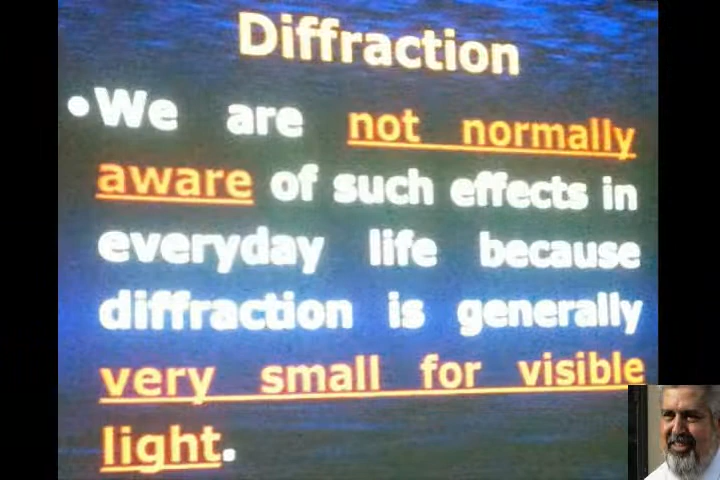 Diffraction
•We are not normally
aware of such effects in
everyday life because
diffraction is generally
very small for visible
light.